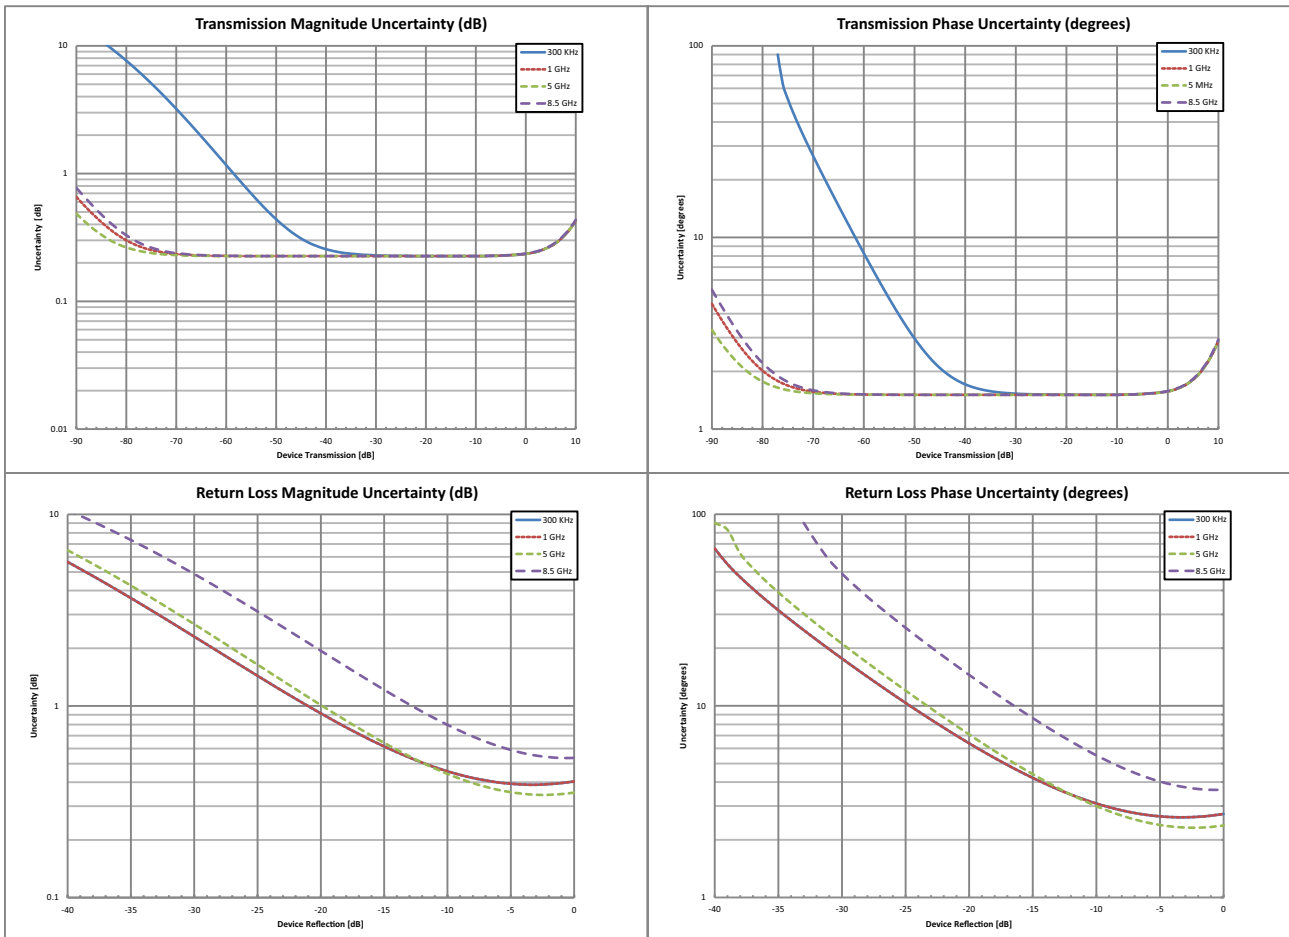 Transmission Magnitude Uncertainty (dB)
10
1
0.1
0.01
Uncertainty [dB]
300 KHz
1 GHz
5 GHz
8.5 GHz
-90 -80 -70 -60 -50 -40 -30 -20 -10 0 10
Device Transmission [dB]
Transmission Phase Uncertainty (degrees)
100
10
1
Uncertainty [degrees]
300 KHz
1 GHz
5 MHz
8.5 GHz
-90 -80 -70 -60 -50 -40 -30 -20 -10 0 10
Device Transmission [dB]
Return Loss Magnitude Uncertainty (dB)
10
1
0.1
Uncertainty [dB]
300 KHz
1 GHz
5 GHz
8.5 GHz
-40 -35 -30 -25 -20 -15 -10 -5 0
Device Reflection [dB]
Return Loss Phase Uncertainty (degrees)
100
10
1
Uncertainty [degrees]
300 KHz
1 GHz
5 GHz
8.5 GHz
-40 -35 -30 -25 -20 -15 -10 -5 0
Device Reflection [dB]